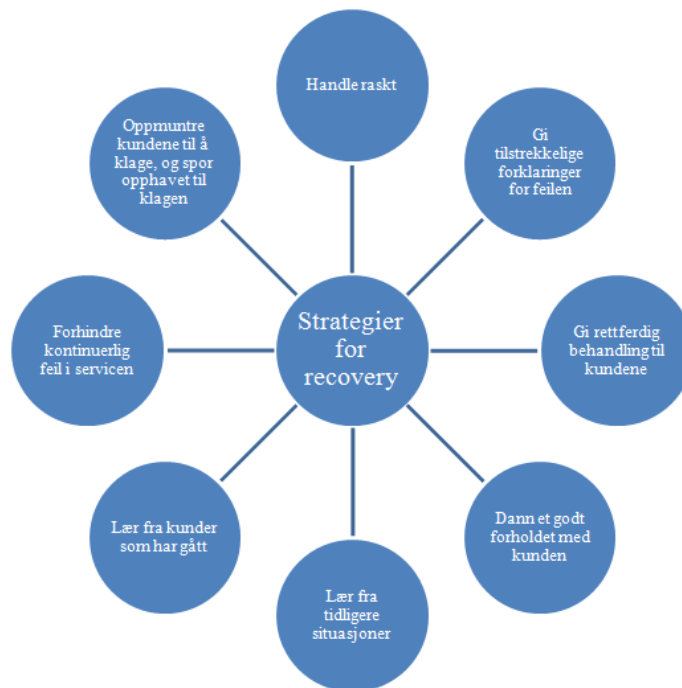 Handle raskt
Gi
tilstrekkelige
forklaringer
for feilen
Gi rettferdig
behandling til
kundene
Dann et godt
forholdet med
kunden
Lær fra
tidligere
situasjoner
Lær fra kunder
som har gått
Forhindre
kontinuerlig
feil i servicen
Oppmuntre
kundene til å
klage, og spor
opphavet til
klagen
Strategier
for
recovery